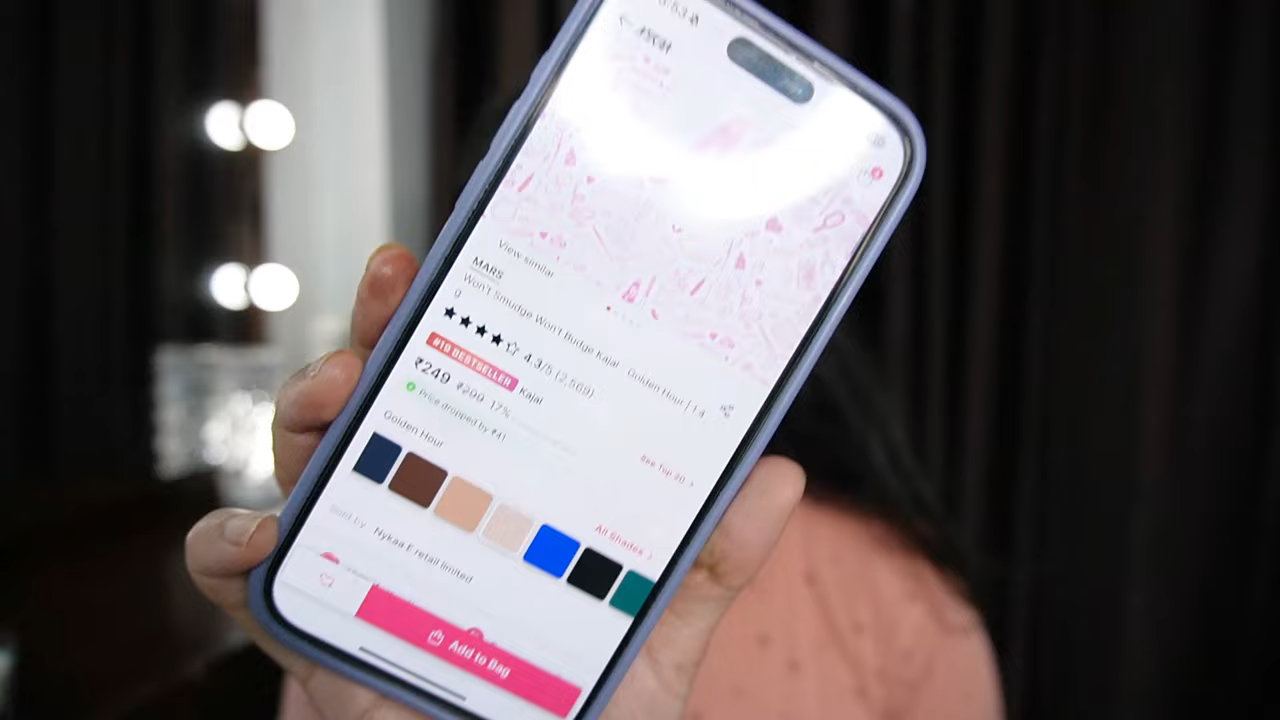 View similar
MARS
Won't Smudge Won't Budge Kajal - Golden Hour | 1.4
g
4.3/5 (2,569)
#19 BESTSELLER Kajal
₹249 ₹299 17%
Price dropped by ₹41
See Top 20 >
Golden Hour
All Shades >
Sold by Nykaa E retail limited
Add to Bag